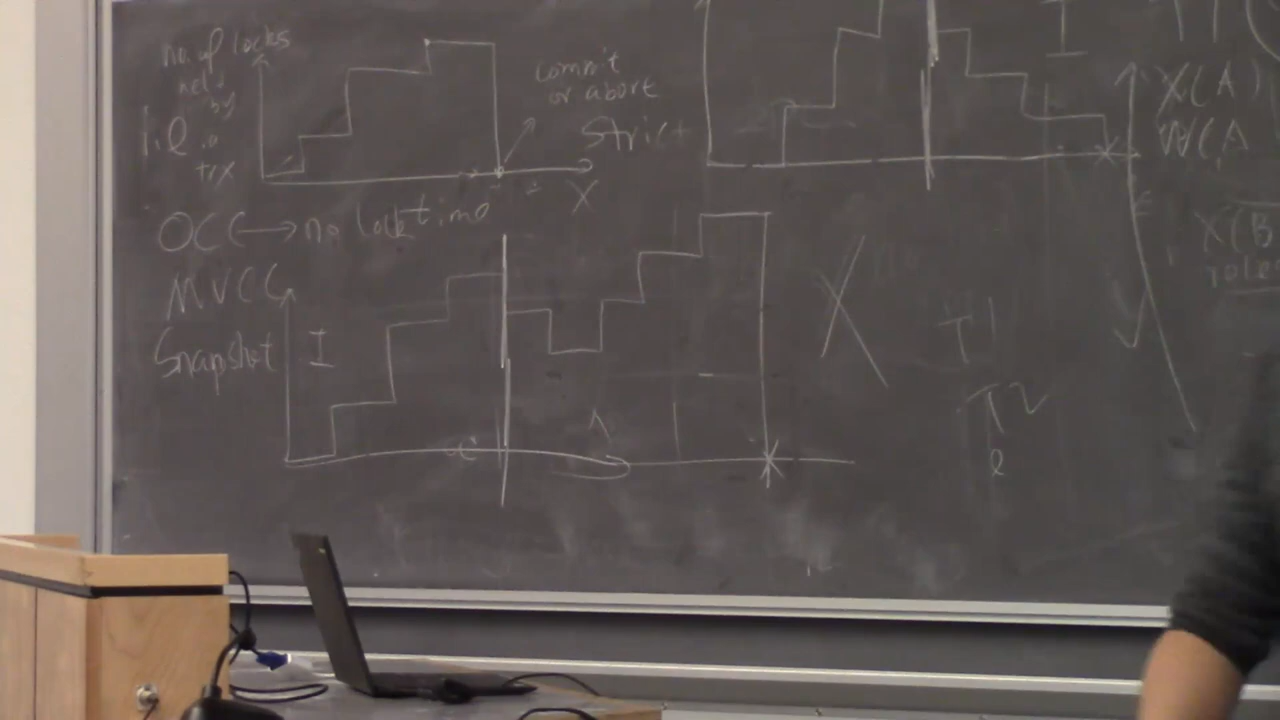 no. of locks
held
by
a
trx
commit
or abort
Strict
time
X
OCC → no lock
MVCC
Snapshot
I
X
T1
T2
I
X(A)
W(A
X(B